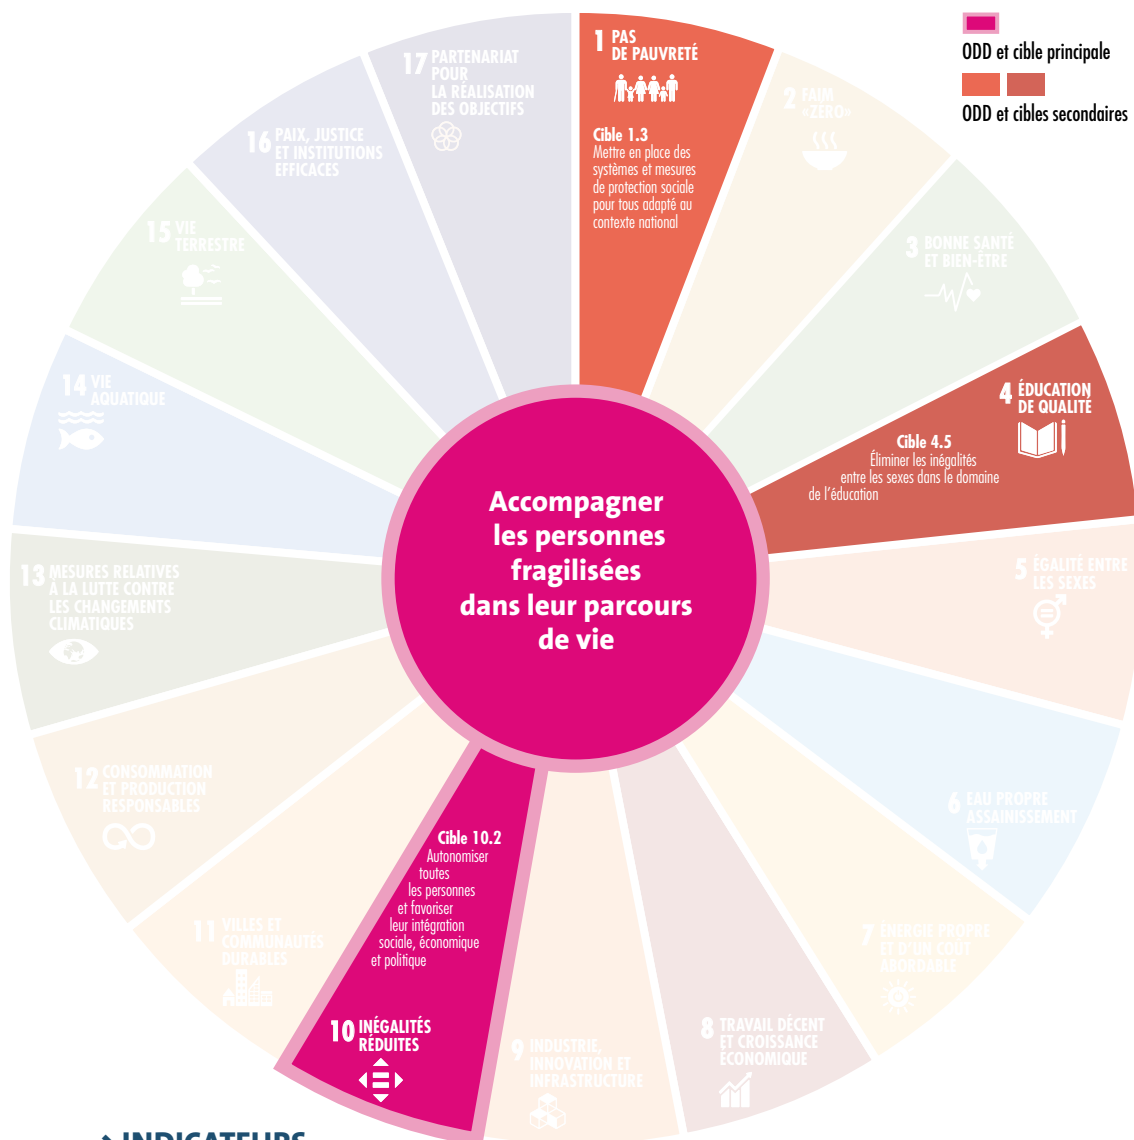 1 PAS
DE PAUVRETÉ
Cible 1.3
Mettre en place des
systèmes et mesures
de protection sociale
pour tous adapté au
contexte national
2 FAIM
«ZERO»
3 BONNE SANTÉ
ET BIEN-ÊTRE
4 ÉDUCATION
DE QUALITÉ
Cible 4.5
Éliminer les inégalités
entre les sexes dans le domaine
de l'éducation
5 ÉGALITÉ ENTRE
LES SEXES
6 EAU PROPRE
ASSAINISSEMENT
7 ENERGIE PROPRE
ET D'UN COUT
ABORDABLE
8 TRAVAIL DÉCENT
ET CROISSANCE
ECONOMIQUE
9 INDUSTRIE,
INNOVATION ET
INFRASTRUCTURE
Cible 10.2
Autonomiser
toutes
les personnes
et favoriser
leur intégration
sociale, économique
et politique
10 INÉGALITÉS
RÉDUITES
11 VILLES ET
COMMUNAUTÉS
DURABLES
12 CONSOMMATION
ET PRODUCTION
RESPONSABLES
13 MESURES RELATIVES
À LA LUTTE CONTRE
LES CHANGEMENTS
CLIMATIQUES
14 VIE
AQUATIQUE
15 VIE
TERRESTRE
16 PAIX, JUSTICE
ET INSTITUTIONS
EFFICACES
17 PARTENARIAT
POUR
LA RÉALISATION
DES OBJECTIFS
Accompagner
les personnes
fragilisées
dans leur parcours
de vie
ODD et cible principale
ODD et cibles secondaires
INDICATEURS